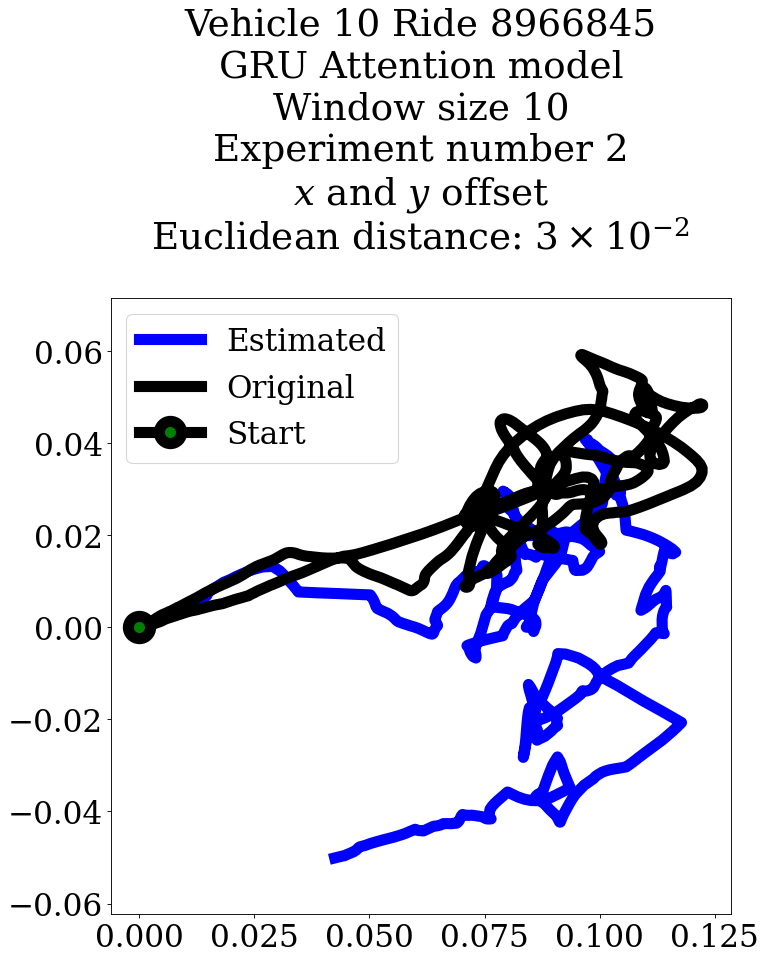 Vehicle 10 Ride 8966845
GRU Attention model
Window size 10
Experiment number 2
x and y offset
Euclidean distance: 3 × 10⁻²
Estimated
Original
Start
0.06
0.04
0.02
0.00
−0.02
−0.04
−0.06
0.000 0.025 0.050 0.075 0.100 0.125